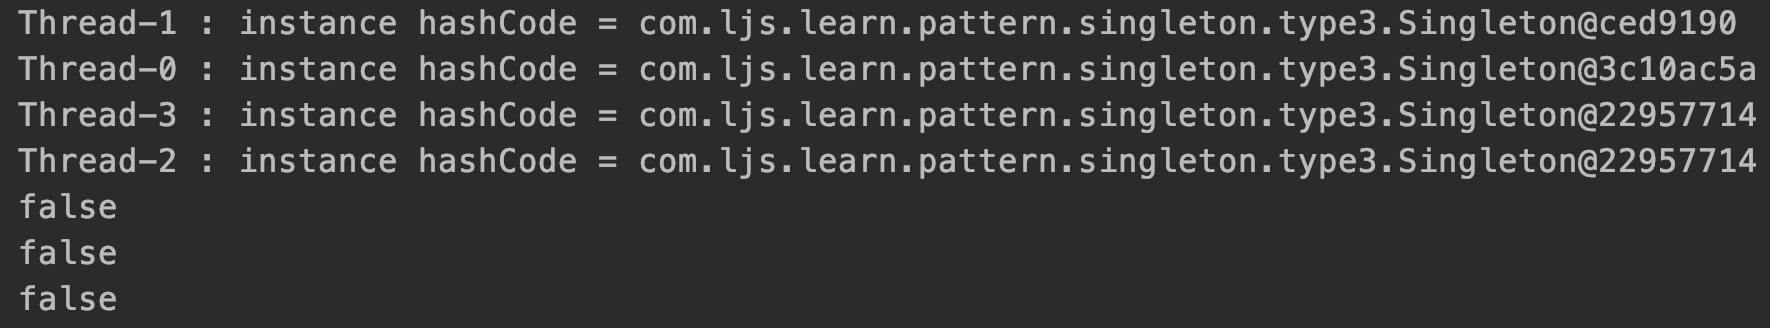 Thread-1 : instance hashCode = com.ljs.learn.pattern.singleton.type3.Singleton@ced9190
Thread-0 : instance hashCode = com.ljs.learn.pattern.singleton.type3.Singleton@3c10ac5a
Thread-3 : instance hashCode = com.ljs.learn.pattern.singleton.type3.Singleton@22957714
Thread-2 : instance hashCode = com.ljs.learn.pattern.singleton.type3.Singleton@22957714
false
false
false